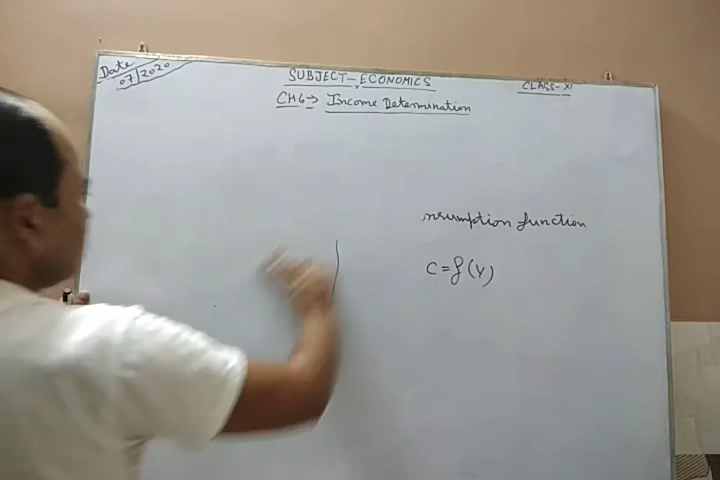 Date
07/2020
SUBJECT - ECONOMICS
CLASS - XI
CH6 → Income Determination
nsumption function
C = f(Y)